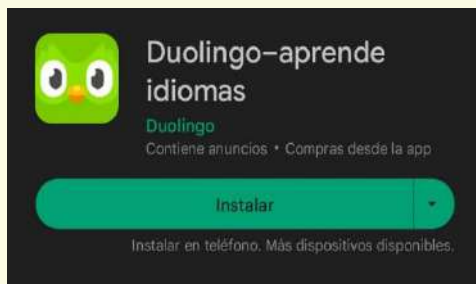 Duolingo–aprende
idiomas
Duolingo
Contiene anuncios • Compras desde la app
Instalar
Instalar en teléfono. Más dispositivos disponibles.